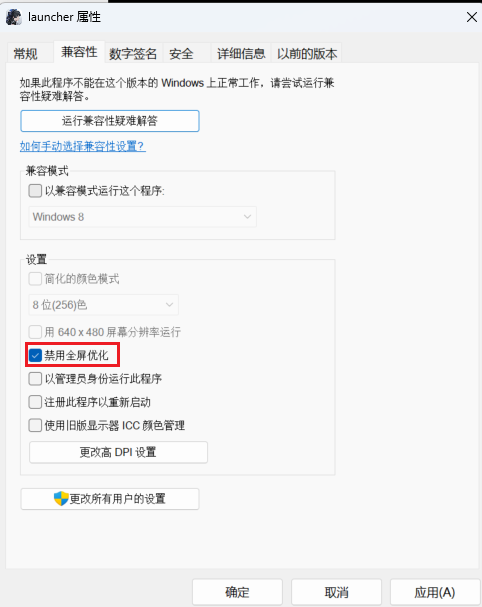 launcher 属性
常规 兼容性 数字签名 安全 详细信息 以前的版本
如果此程序不能在这个版本的 Windows 上正常工作，请尝试运行兼
容性疑难解答。
运行兼容性疑难解答
如何手动选择兼容性设置?
兼容模式
以兼容模式运行这个程序:
Windows 8
设置
简化的颜色模式
8 位(256)色
用 640 x 480 屏幕分辨率运行
禁用全屏优化
以管理员身份运行此程序
注册此程序以重新启动
使用旧版显示器 ICC 颜色管理
更改高 DPI 设置
更改所有用户的设置
确定 取消 应用(A)